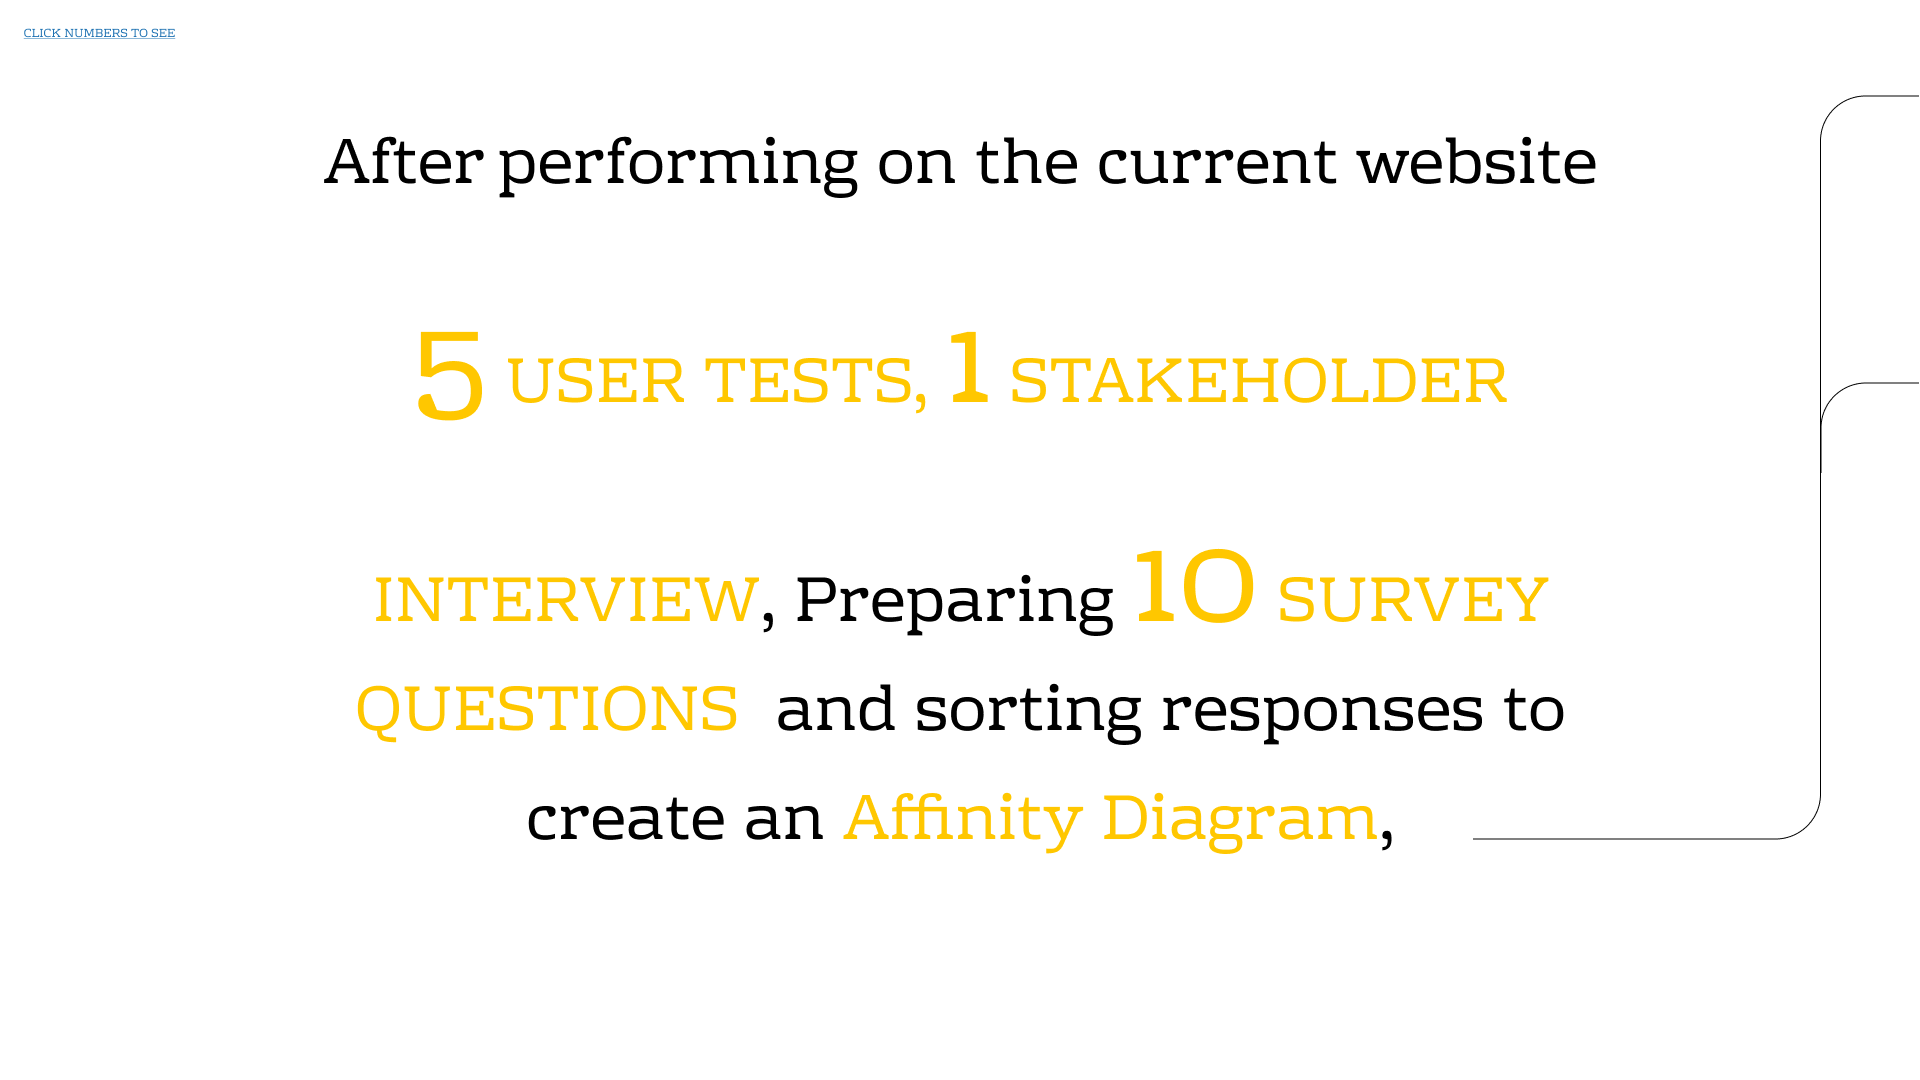 CLICK NUMBERS TO SEE
After performing on the current website
5 USER TESTS, 1 STAKEHOLDER
INTERVIEW, Preparing 10 SURVEY
QUESTIONS and sorting responses to
create an Affinity Diagram,